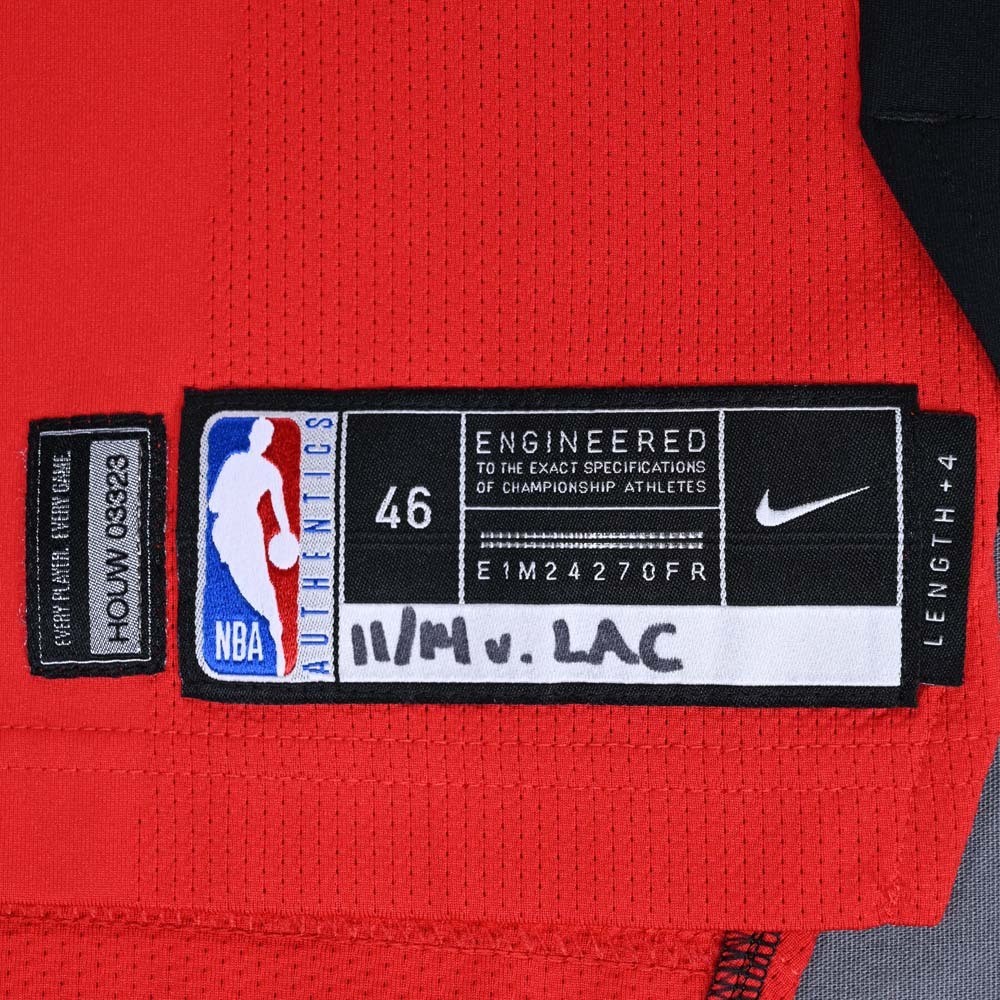 EVERY PLAYER. EVERY GAME.
HOUW 03323
NBA
AUTHENTICS
46
ENGINEERED
TO THE EXACT SPECIFICATIONS
OF CHAMPIONSHIP ATHLETES
E1M24270FR
11/14 v. LAC
LENGTH+4